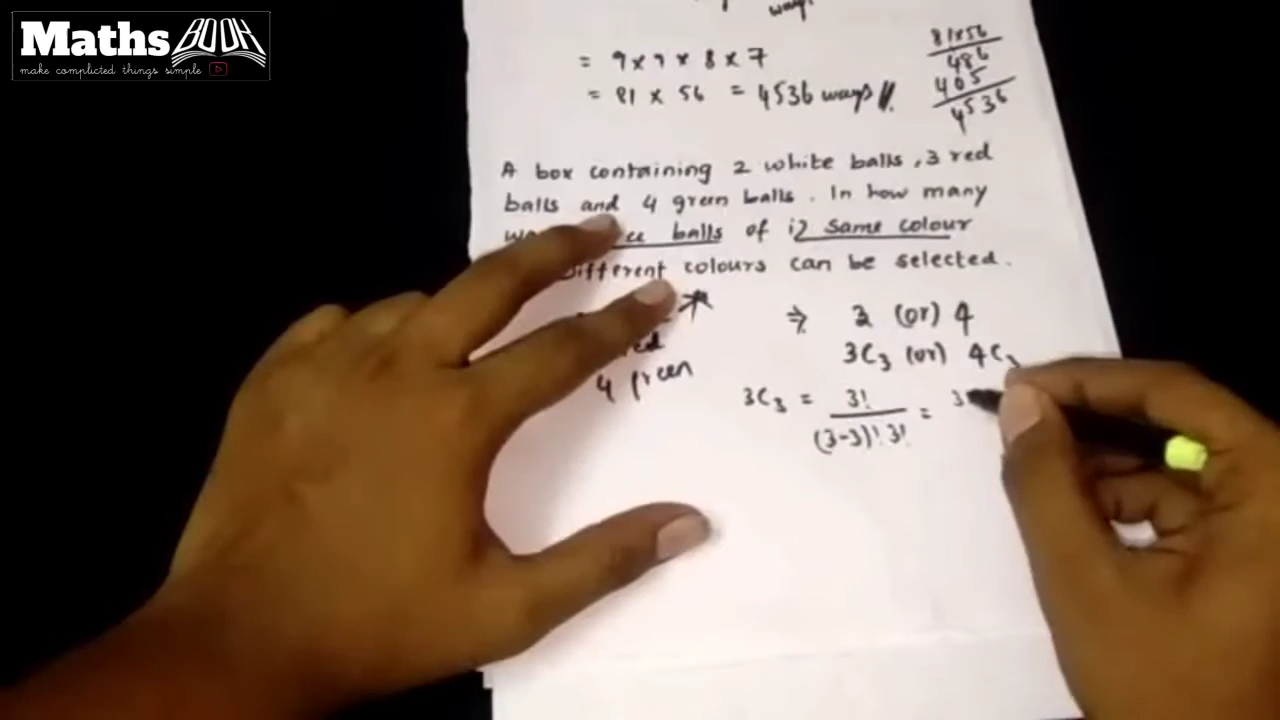 Maths BOOK
make complicted things simple
ways
= 9 x 9 x 8 x 7
= 81 x 56 = 4536 ways //.
81x56
486
405
4536
A box containing 2 white balls, 3 red
balls and 4 green balls. In how many
balls of i) same colour
different colours can be selected.
4 green
⇒ 3 (or) 4
3C3 (or) 4C3
3C3 = 3! / (3-3)! 3! =